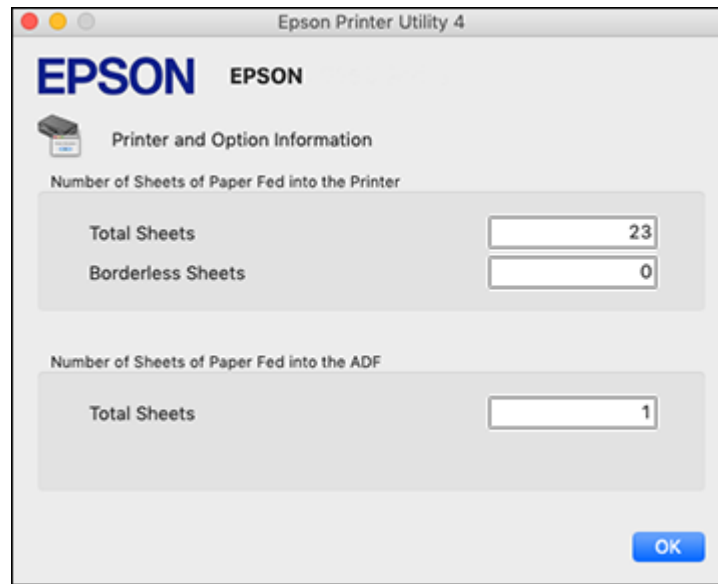 Epson Printer Utility 4
EPSON EPSON
Printer and Option Information
Number of Sheets of Paper Fed into the Printer
Total Sheets 23
Borderless Sheets 0
Number of Sheets of Paper Fed into the ADF
Total Sheets 1
OK